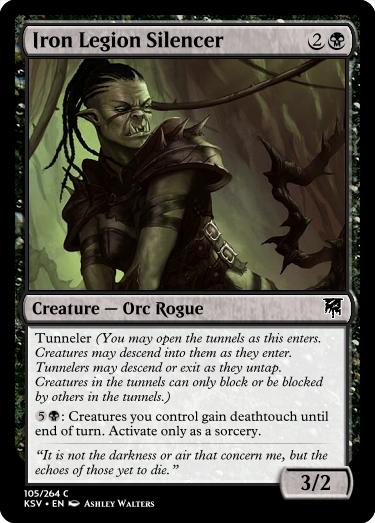 Iron Legion Silencer 2
Creature — Orc Rogue
Tunneler (You may open the tunnels as this enters.
Creatures may descend into them as they enter.
Tunnelers may descend or exit as they untap.
Creatures in the tunnels can only block or be blocked
by others in the tunnels.)
5: Creatures you control gain deathtouch until
end of turn. Activate only as a sorcery.
"It is not the darkness or air that concern me, but the
echoes of those yet to die."
3/2
105/264 C
KSV • EN Ashley Walters